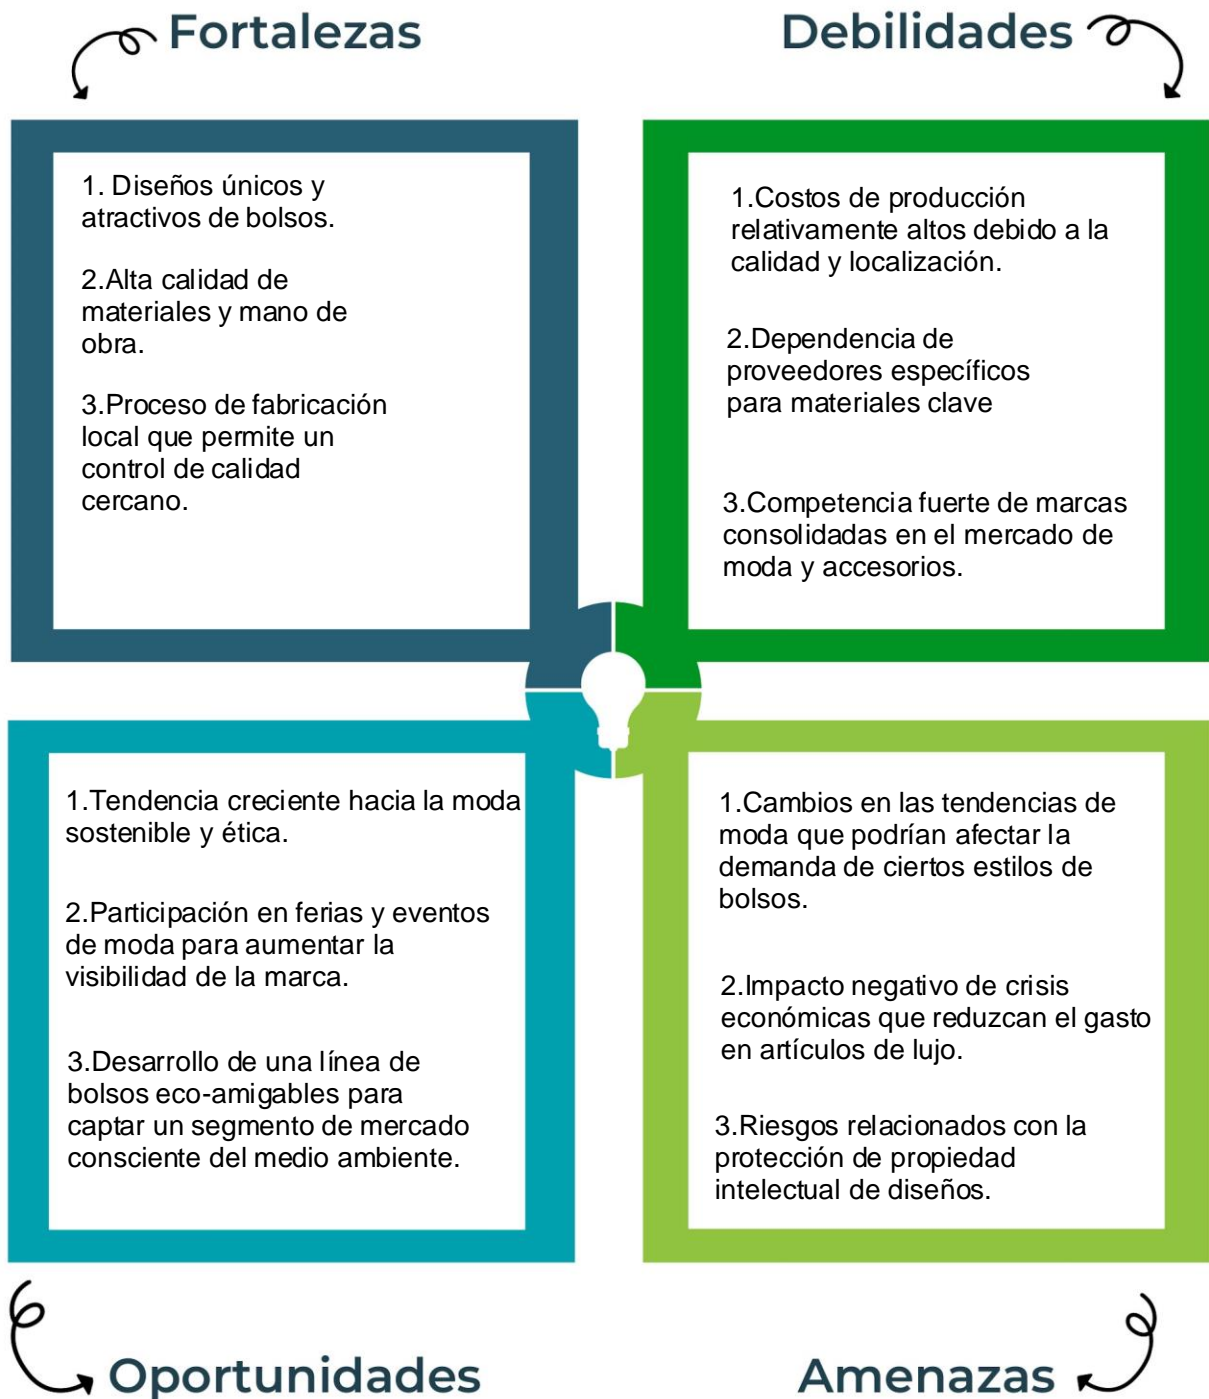 Fortalezas
1. Diseños únicos y
atractivos de bolsos.
2.Alta calidad de
materiales y mano de
obra.
3.Proceso de fabricación
local que permite un
control de calidad
cercano.
Debilidades
1.Costos de producción
relativamente altos debido a la
calidad y localización.
2.Dependencia de
proveedores específicos
para materiales clave
3.Competencia fuerte de marcas
consolidadas en el mercado de
moda y accesorios.
1.Tendencia creciente hacia la moda
sostenible y ética.
2.Participación en ferias y eventos
de moda para aumentar la
visibilidad de la marca.
3.Desarrollo de una línea de
bolsos eco-amigables para
captar un segmento de mercado
consciente del medio ambiente.
Oportunidades
1.Cambios en las tendencias de
moda que podrían afectar la
demanda de ciertos estilos de
bolsos.
2.Impacto negativo de crisis
económicas que reduzcan el gasto
en artículos de lujo.
3.Riesgos relacionados con la
protección de propiedad
intelectual de diseños.
Amenazas